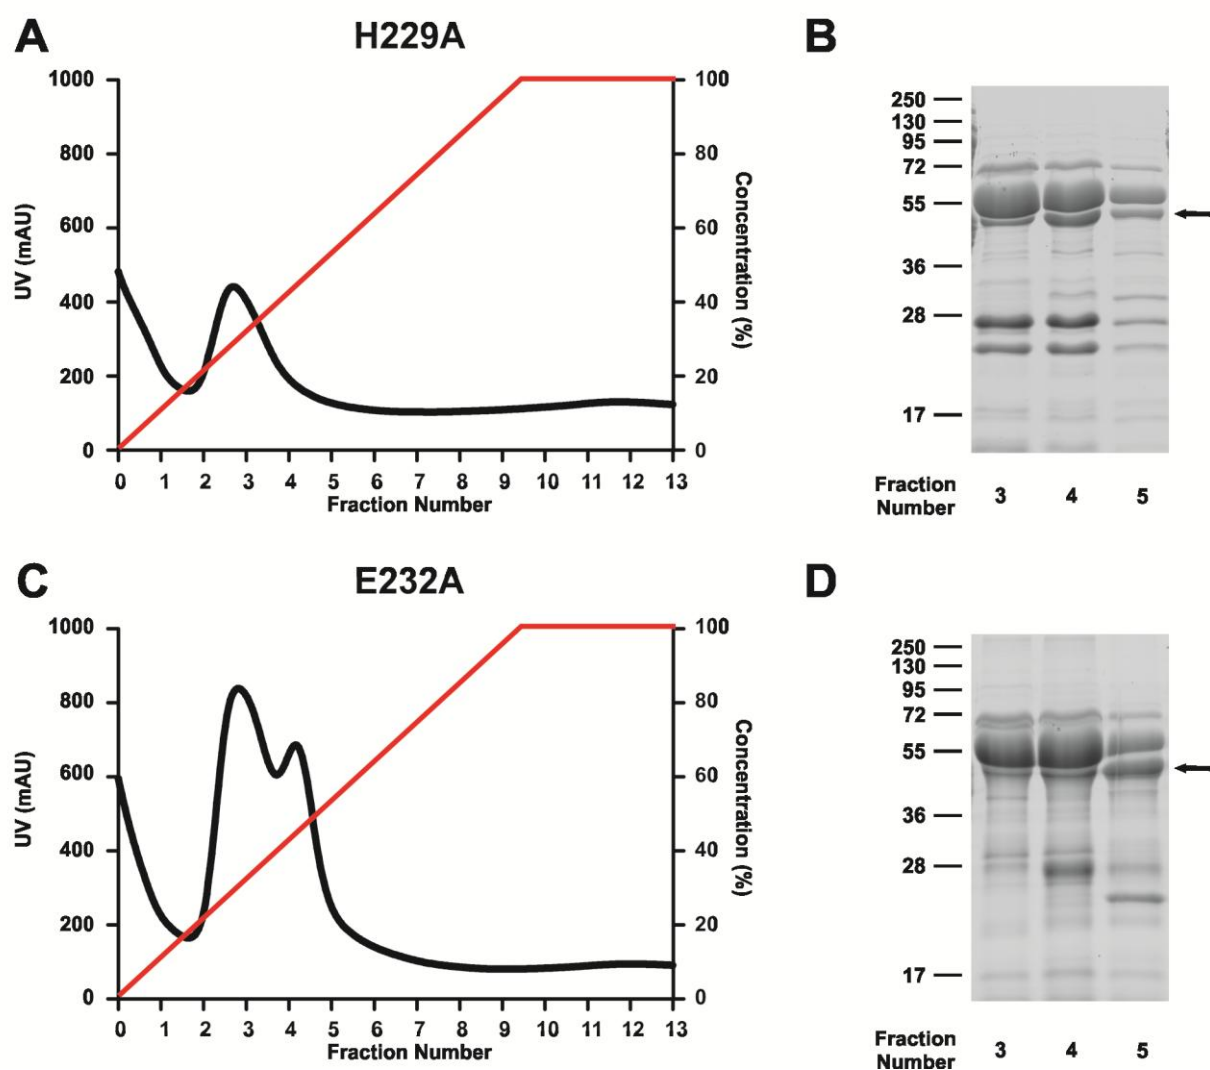 A
H229A
1000
800
600
400
200
0
UV (mAU)
100
80
60
40
20
0
Concentration (%)
0 1 2 3 4 5 6 7 8 9 10 11 12 13
Fraction Number
B
250
130
95
72
55
36
28
17
Fraction
Number
3 4 5
C
E232A
1000
800
600
400
200
0
UV (mAU)
100
80
60
40
20
0
Concentration (%)
0 1 2 3 4 5 6 7 8 9 10 11 12 13
Fraction Number
D
250
130
95
72
55
36
28
17
Fraction
Number
3 4 5